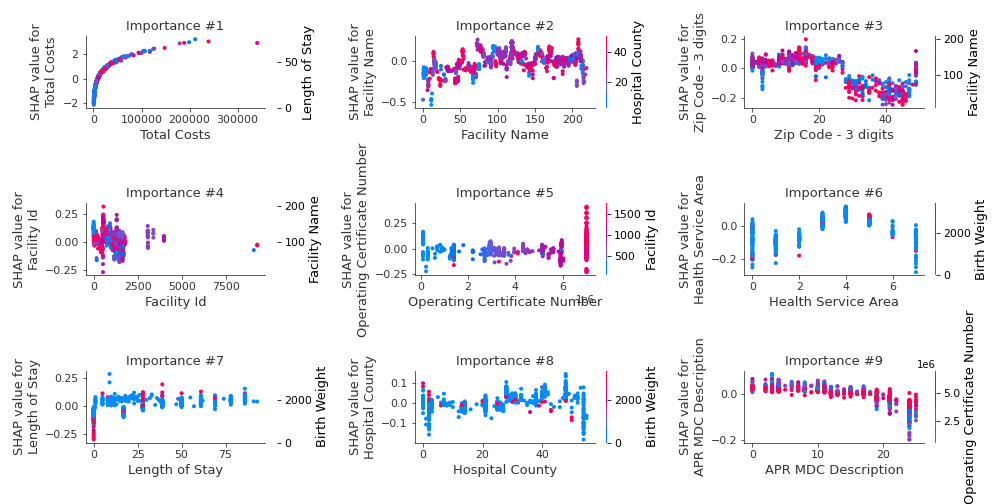 Importance #1
SHAP value for
Total Costs
2
0
−2
0
100000
200000
300000
Total Costs
50
0
Length of Stay
Importance #2
SHAP value for
Facility Name
0.0
−0.5
0
50
100
150
200
Facility Name
40
20
Hospital County
Importance #3
SHAP value for
Zip Code - 3 digits
0.2
0.0
−0.2
0
20
40
Zip Code - 3 digits
200
100
Facility Name
Importance #4
SHAP value for
Facility Id
0.25
0.00
−0.25
0
2500
5000
7500
Facility Id
200
100
Facility Name
Importance #5
SHAP value for
Operating Certificate Number
0.25
0.00
−0.25
0
2
4
6
1e6
Operating Certificate Number
1500
1000
500
Facility Id
Importance #6
SHAP value for
Health Service Area
0.0
−0.2
0
2
4
6
Health Service Area
2000
0
Birth Weight
Importance #7
SHAP value for
Length of Stay
0.25
0.00
−0.25
0
25
50
75
Length of Stay
2000
0
Birth Weight
Importance #8
SHAP value for
Hospital County
0.1
0.0
−0.1
0
20
40
Hospital County
2000
0
Birth Weight
Importance #9
SHAP value for
APR MDC Description
0.0
−0.2
0
10
20
APR MDC Description
1e6
5.0
2.5
Operating Certificate Number